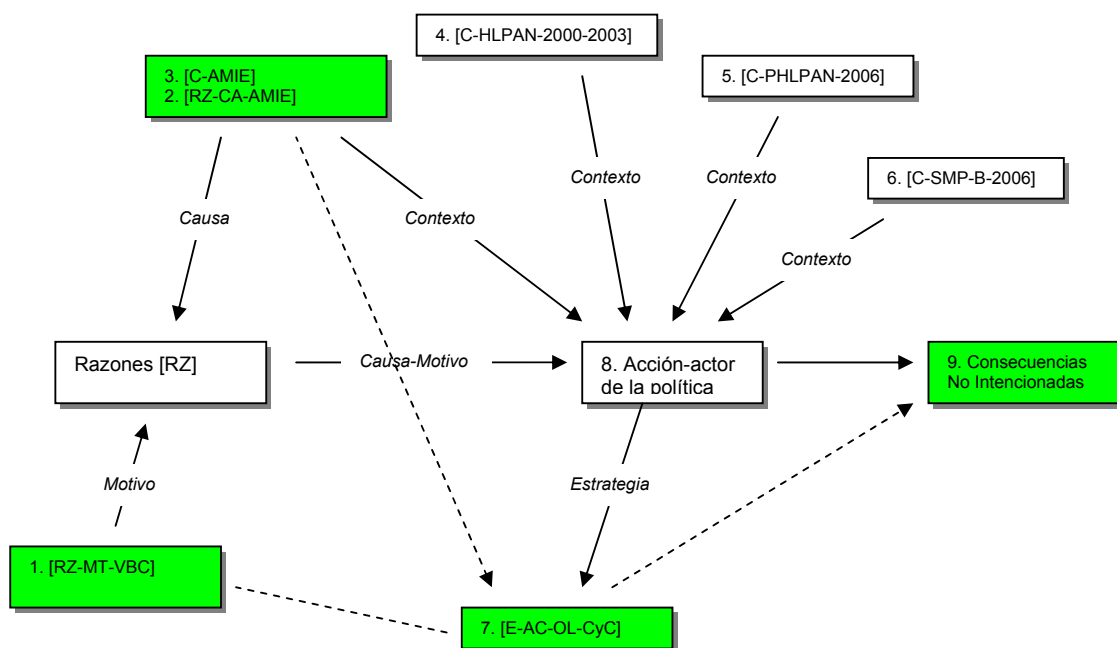 4. [C-HLPAN-2000-2003]
3. [C-AMIE]
2. [RZ-CA-AMIE]
5. [C-PHLPAN-2006]
6. [C-SMP-B-2006]
Contexto
Contexto
Causa
Contexto
Contexto
Razones [RZ]
Causa-Motivo
8. Acción-actor
de la política
9. Consecuencias
No Intencionadas
Motivo
Estrategia
1. [RZ-MT-VBC]
7. [E-AC-OL-CyC]